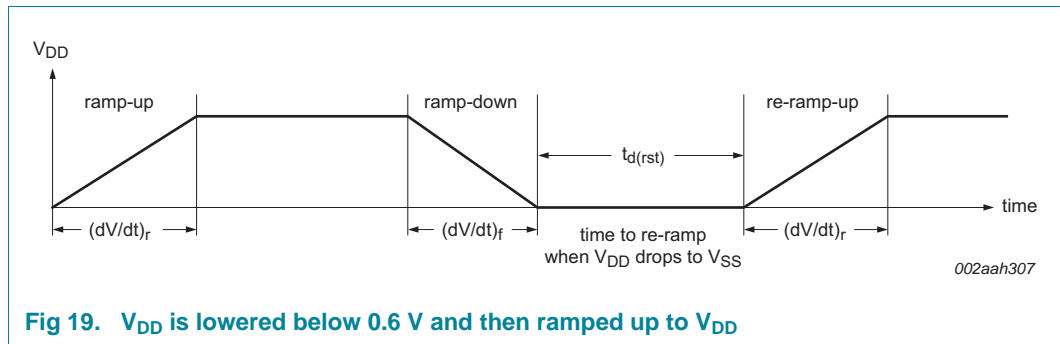 VDD
ramp-up
ramp-down
re-ramp-up
td(rst)
time
(dV/dt)r
(dV/dt)f
time to re-ramp
when VDD drops to VSS
(dV/dt)r
002aah307
Fig 19. VDD is lowered below 0.6 V and then ramped up to VDD